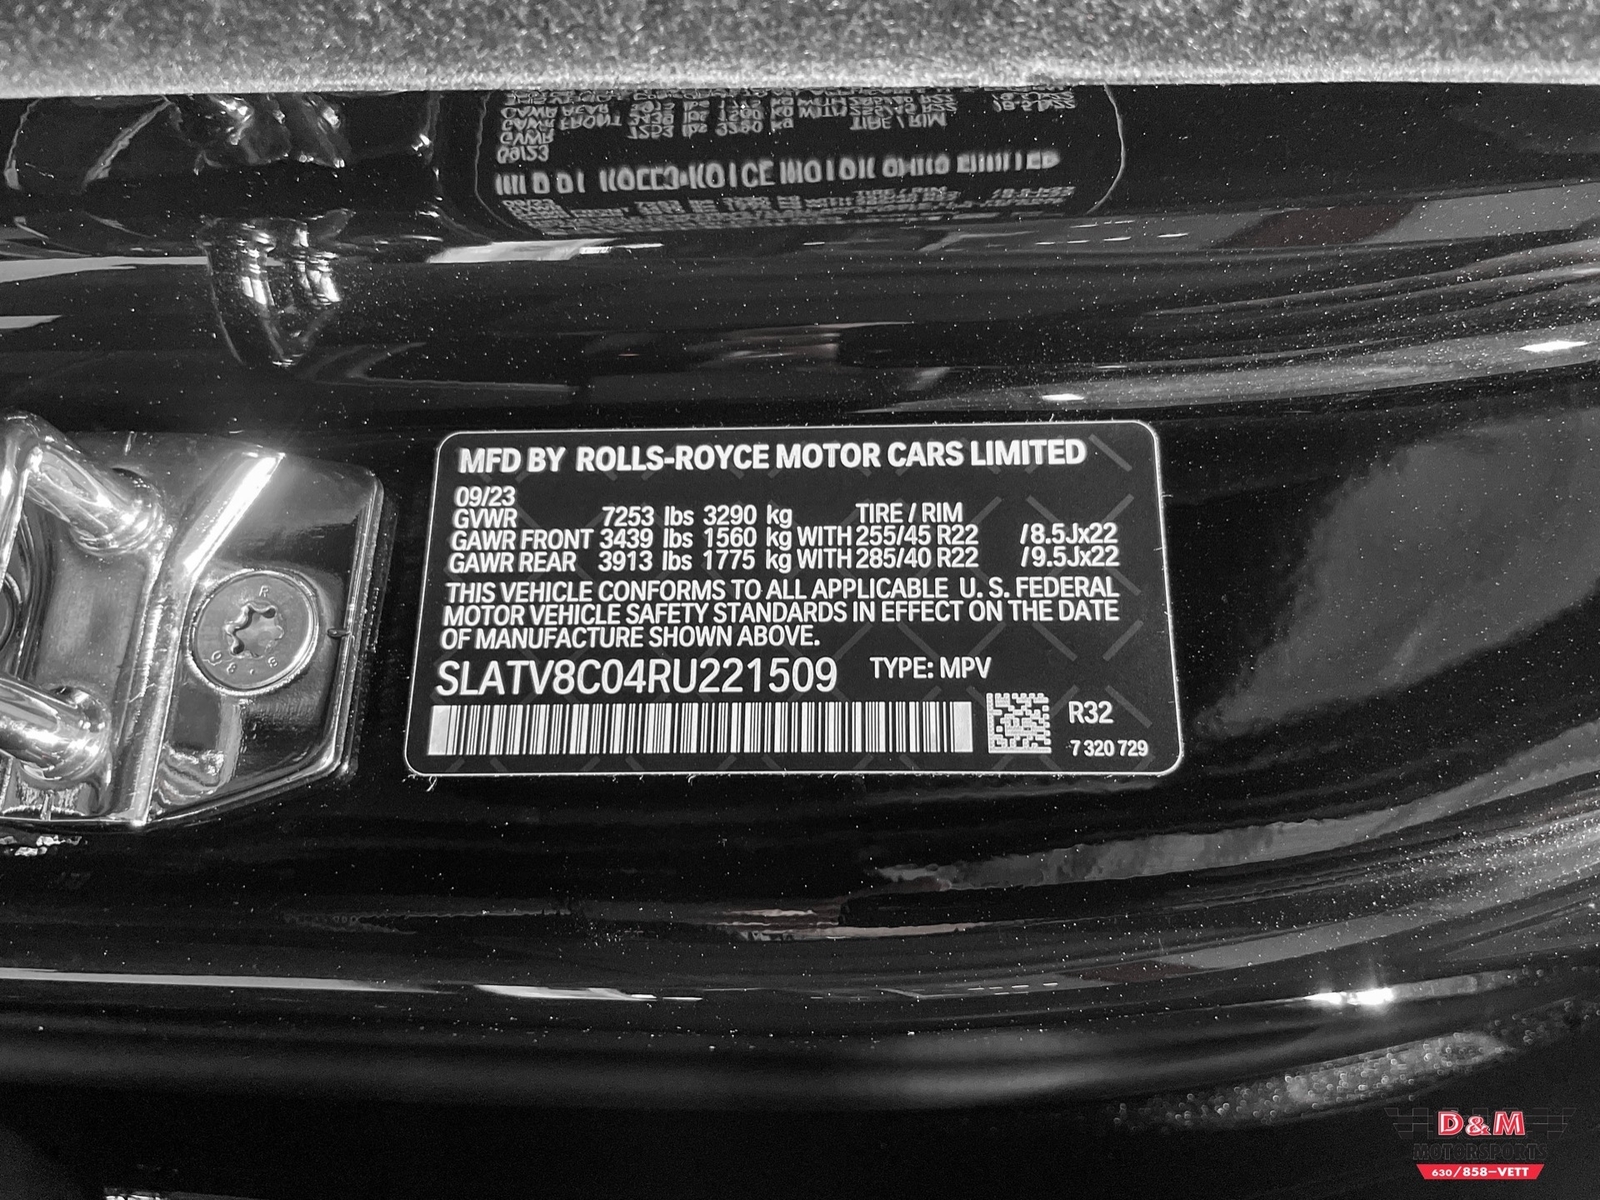 MFD BY ROLLS-ROYCE MOTOR CARS LIMITED
09/23
GVWR 7253 lbs 3290 kg TIRE / RIM
GAWR FRONT 3439 lbs 1560 kg WITH 255/45 R22 /8.5Jx22
GAWR REAR 3913 lbs 1775 kg WITH 285/40 R22 /9.5Jx22
THIS VEHICLE CONFORMS TO ALL APPLICABLE U. S. FEDERAL
MOTOR VEHICLE SAFETY STANDARDS IN EFFECT ON THE DATE
OF MANUFACTURE SHOWN ABOVE.
SLATV8C04RU221509 TYPE: MPV
R32
7 320 729
D&M
MOTORSPORTS
630/858-VETT